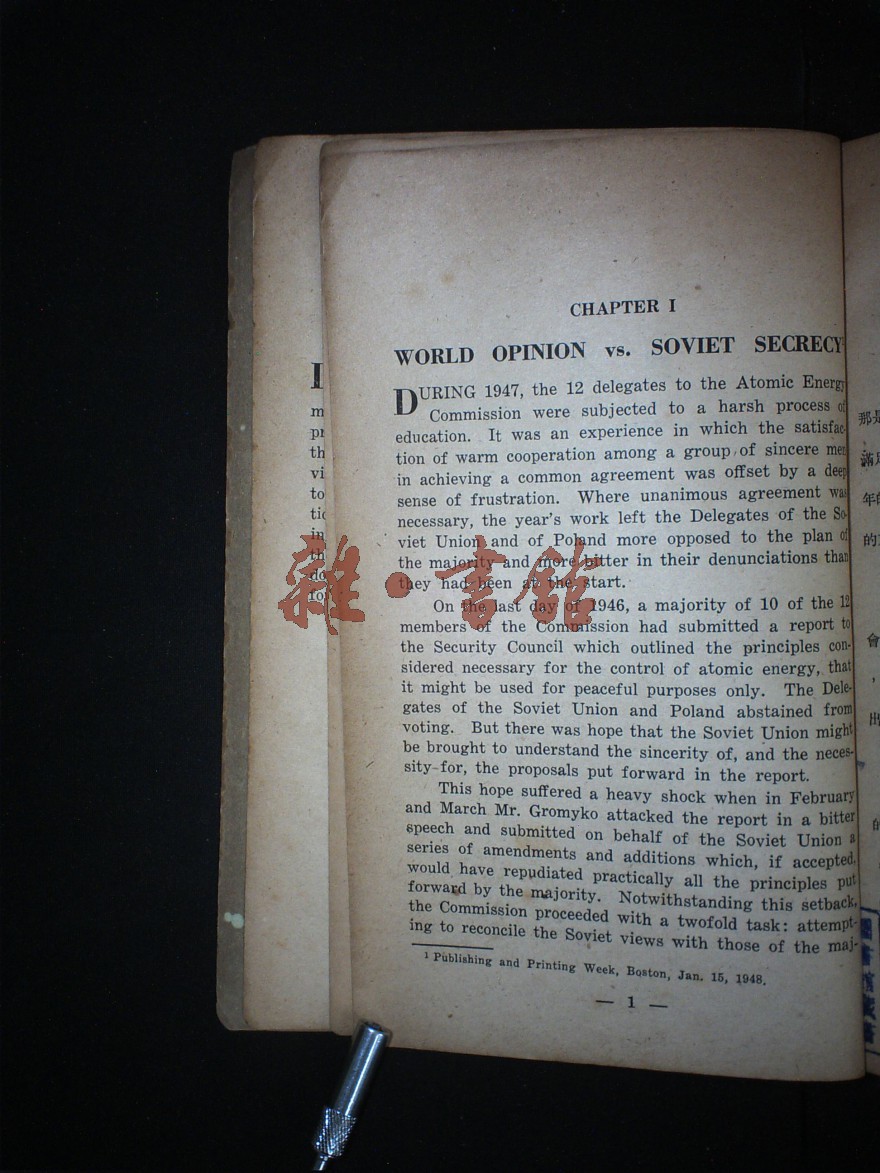 CHAPTER I
WORLD OPINION vs. SOVIET SECRECY¹
DURING 1947, the 12 delegates to the Atomic Energy
Commission were subjected to a harsh process of
education. It was an experience in which the satisfac-
tion of warm cooperation among a group of sincere men
in achieving a common agreement was offset by a deep
sense of frustration. Where unanimous agreement was
necessary, the year's work left the Delegates of the So-
viet Union and of Poland more opposed to the plan of
the majority and more bitter in their denunciations than
they had been at the start.
On the last day of 1946, a majority of 10 of the 12
members of the Commission had submitted a report to
the Security Council which outlined the principles con-
sidered necessary for the control of atomic energy, that
it might be used for peaceful purposes only. The Dele-
gates of the Soviet Union and Poland abstained from
voting. But there was hope that the Soviet Union might
be brought to understand the sincerity of, and the neces-
sity for, the proposals put forward in the report.
This hope suffered a heavy shock when in February
and March Mr. Gromyko attacked the report in a bitter
speech and submitted on behalf of the Soviet Union a
series of amendments and additions which, if accepted,
would have repudiated practically all the principles put
forward by the majority. Notwithstanding this setback,
the Commission proceeded with a twofold task: attempt-
ing to reconcile the Soviet views with those of the maj-
¹ Publishing and Printing Week, Boston, Jan. 15, 1948.
— 1 —
雜·書館